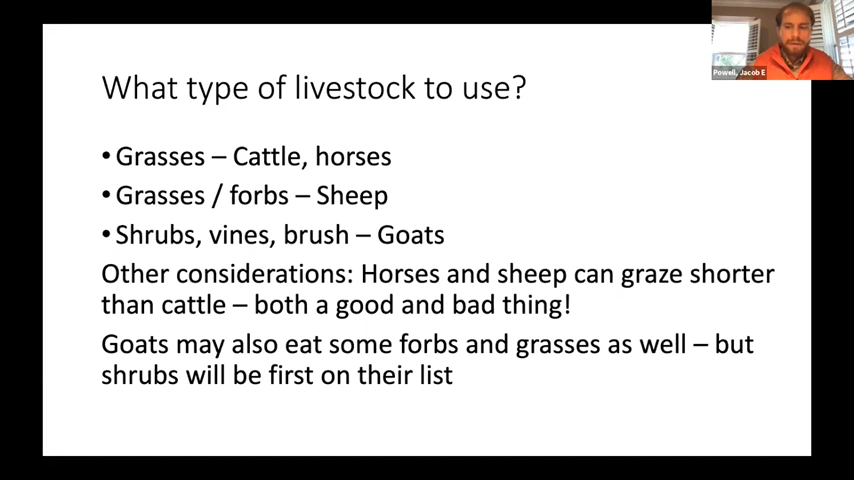 What type of livestock to use?
• Grasses – Cattle, horses
• Grasses / forbs – Sheep
• Shrubs, vines, brush – Goats
Other considerations: Horses and sheep can graze shorter
than cattle – both a good and bad thing!
Goats may also eat some forbs and grasses as well – but
shrubs will be first on their list
Powell, Jacob E